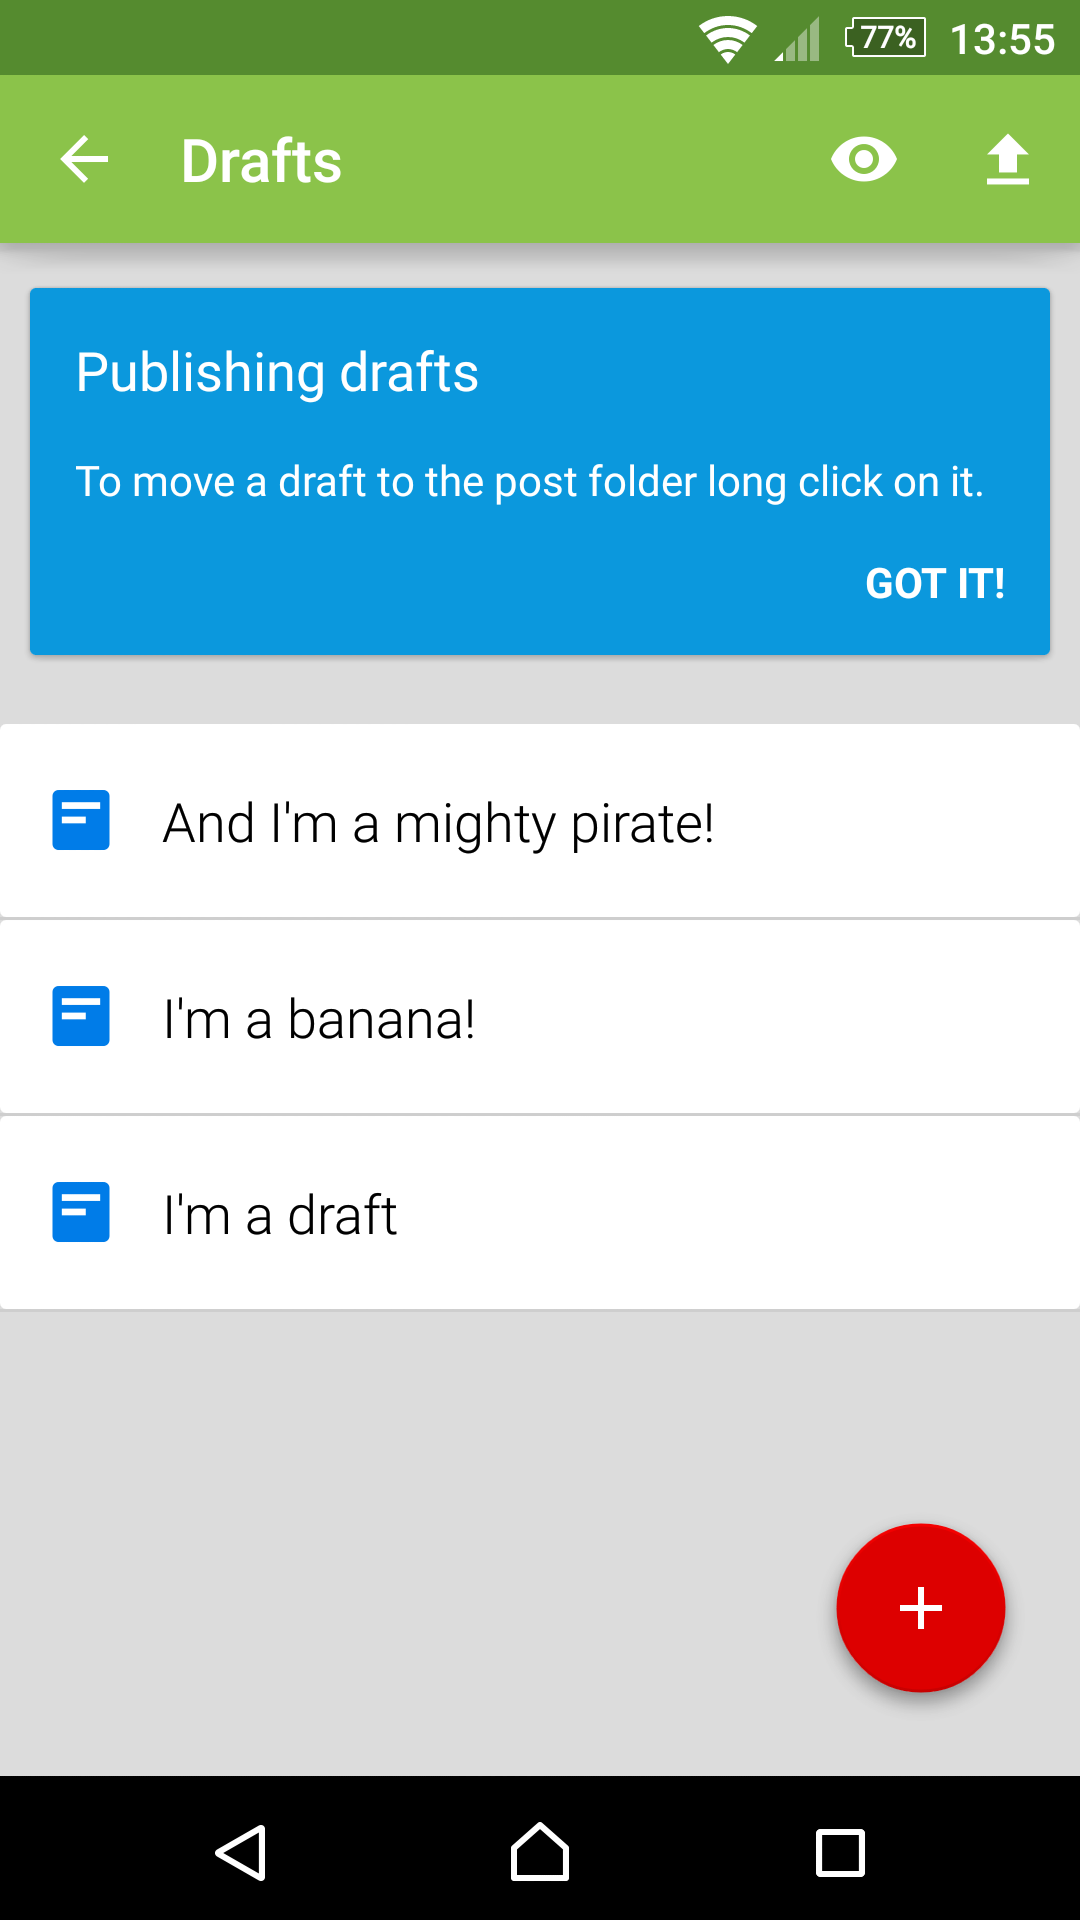 77% 13:55
Drafts
Publishing drafts
To move a draft to the post folder long click on it.
GOT IT!
And I'm a mighty pirate!
I'm a banana!
I'm a draft